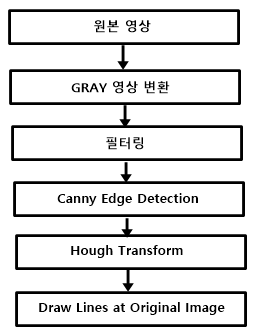 원본 영상
GRAY 영상 변환
필터링
Canny Edge Detection
Hough Transform
Draw Lines at Original Image